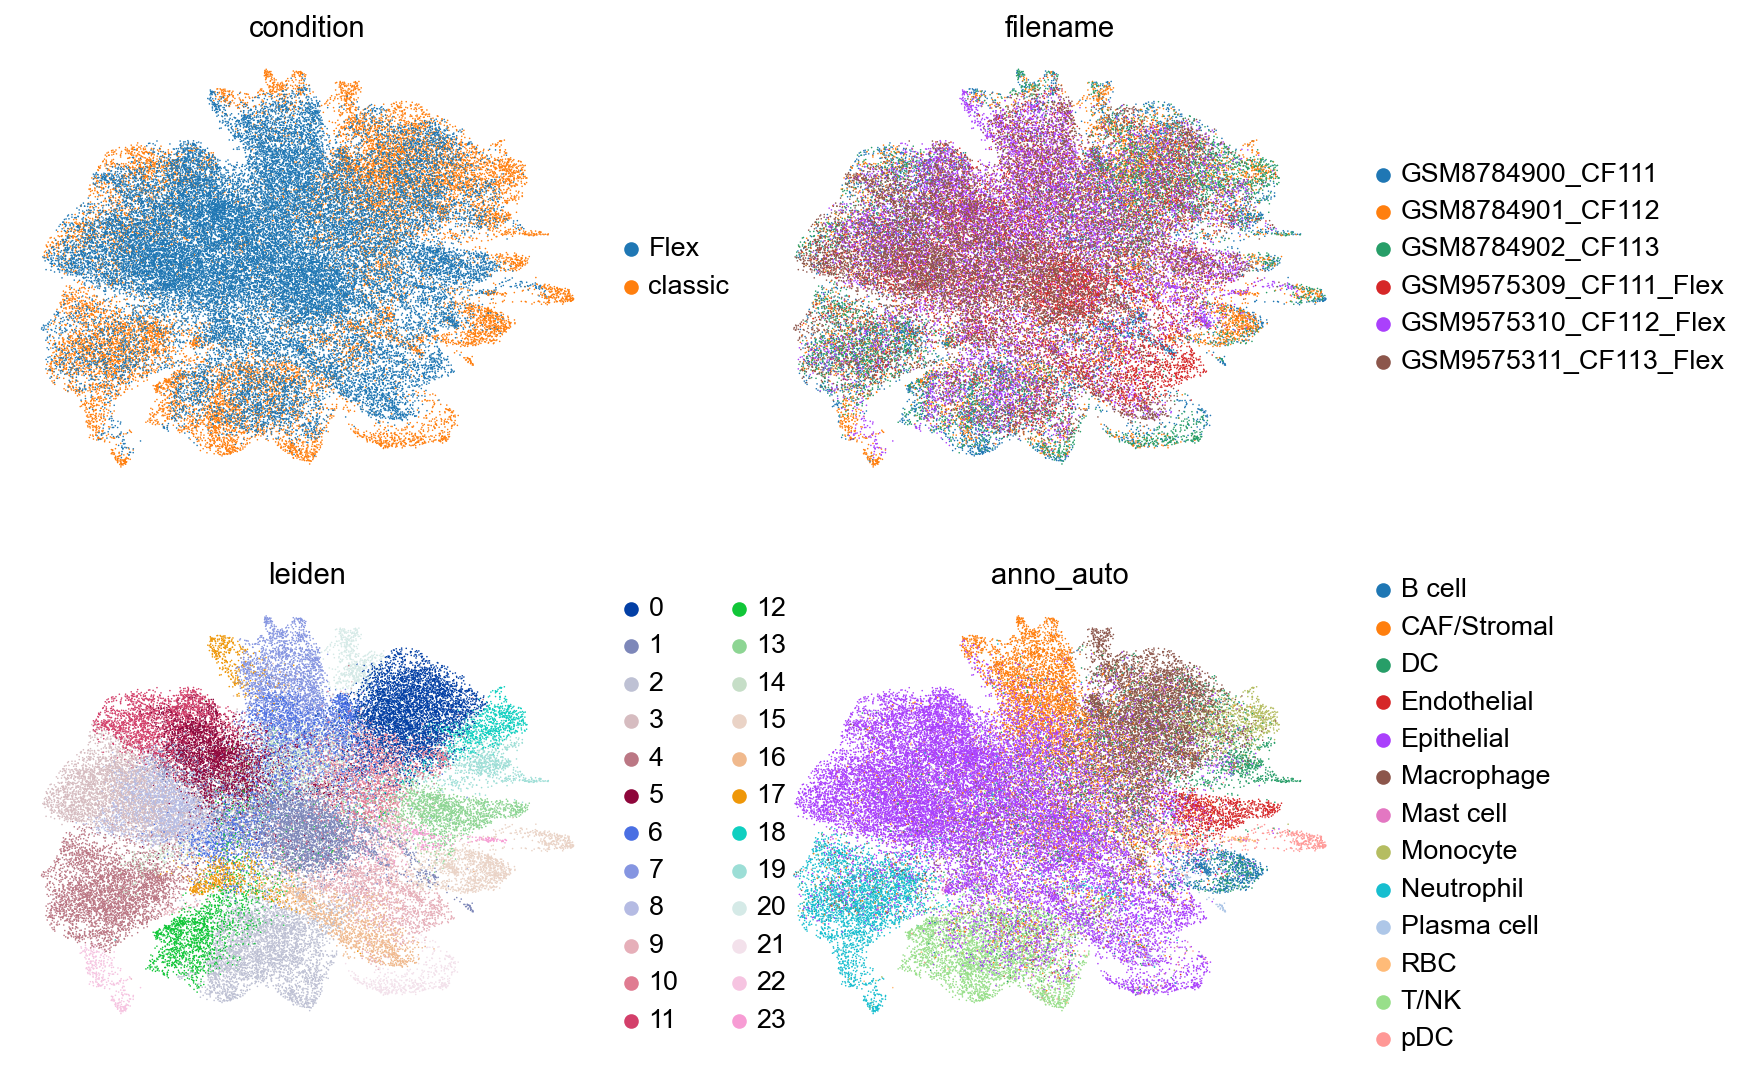 condition
Flex
classic
filename
GSM8784900_CF111
GSM8784901_CF112
GSM8784902_CF113
GSM9575309_CF111_Flex
GSM9575310_CF112_Flex
GSM9575311_CF113_Flex
leiden
0
1
2
3
4
5
6
7
8
9
10
11
12
13
14
15
16
17
18
19
20
21
22
23
anno_auto
B cell
CAF/Stromal
DC
Endothelial
Epithelial
Macrophage
Mast cell
Monocyte
Neutrophil
Plasma cell
RBC
T/NK
pDC